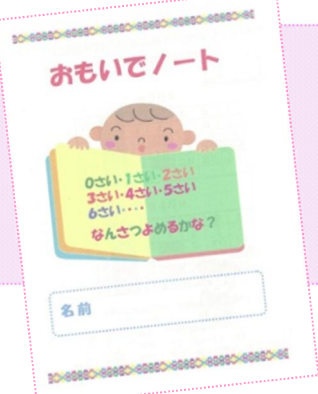 おもいでノート
0さい・1さい・2さい
3さい・4さい・5さい
6さい・・・・
なんさつよめるかな？
名前